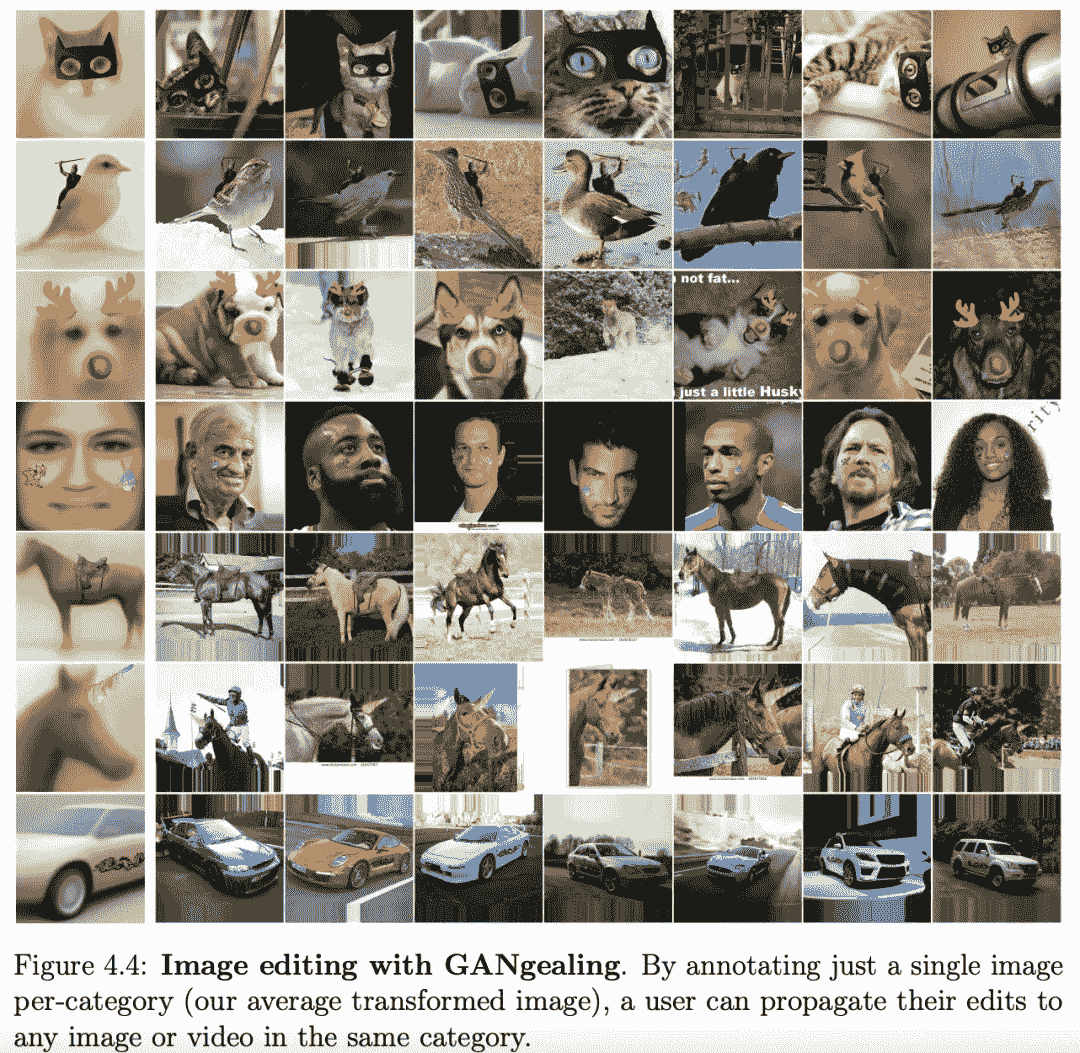 not fat...
just a little Husky
rity
Figure 4.4: Image editing with GANgealing. By annotating just a single image
per-category (our average transformed image), a user can propagate their edits to
any image or video in the same category.